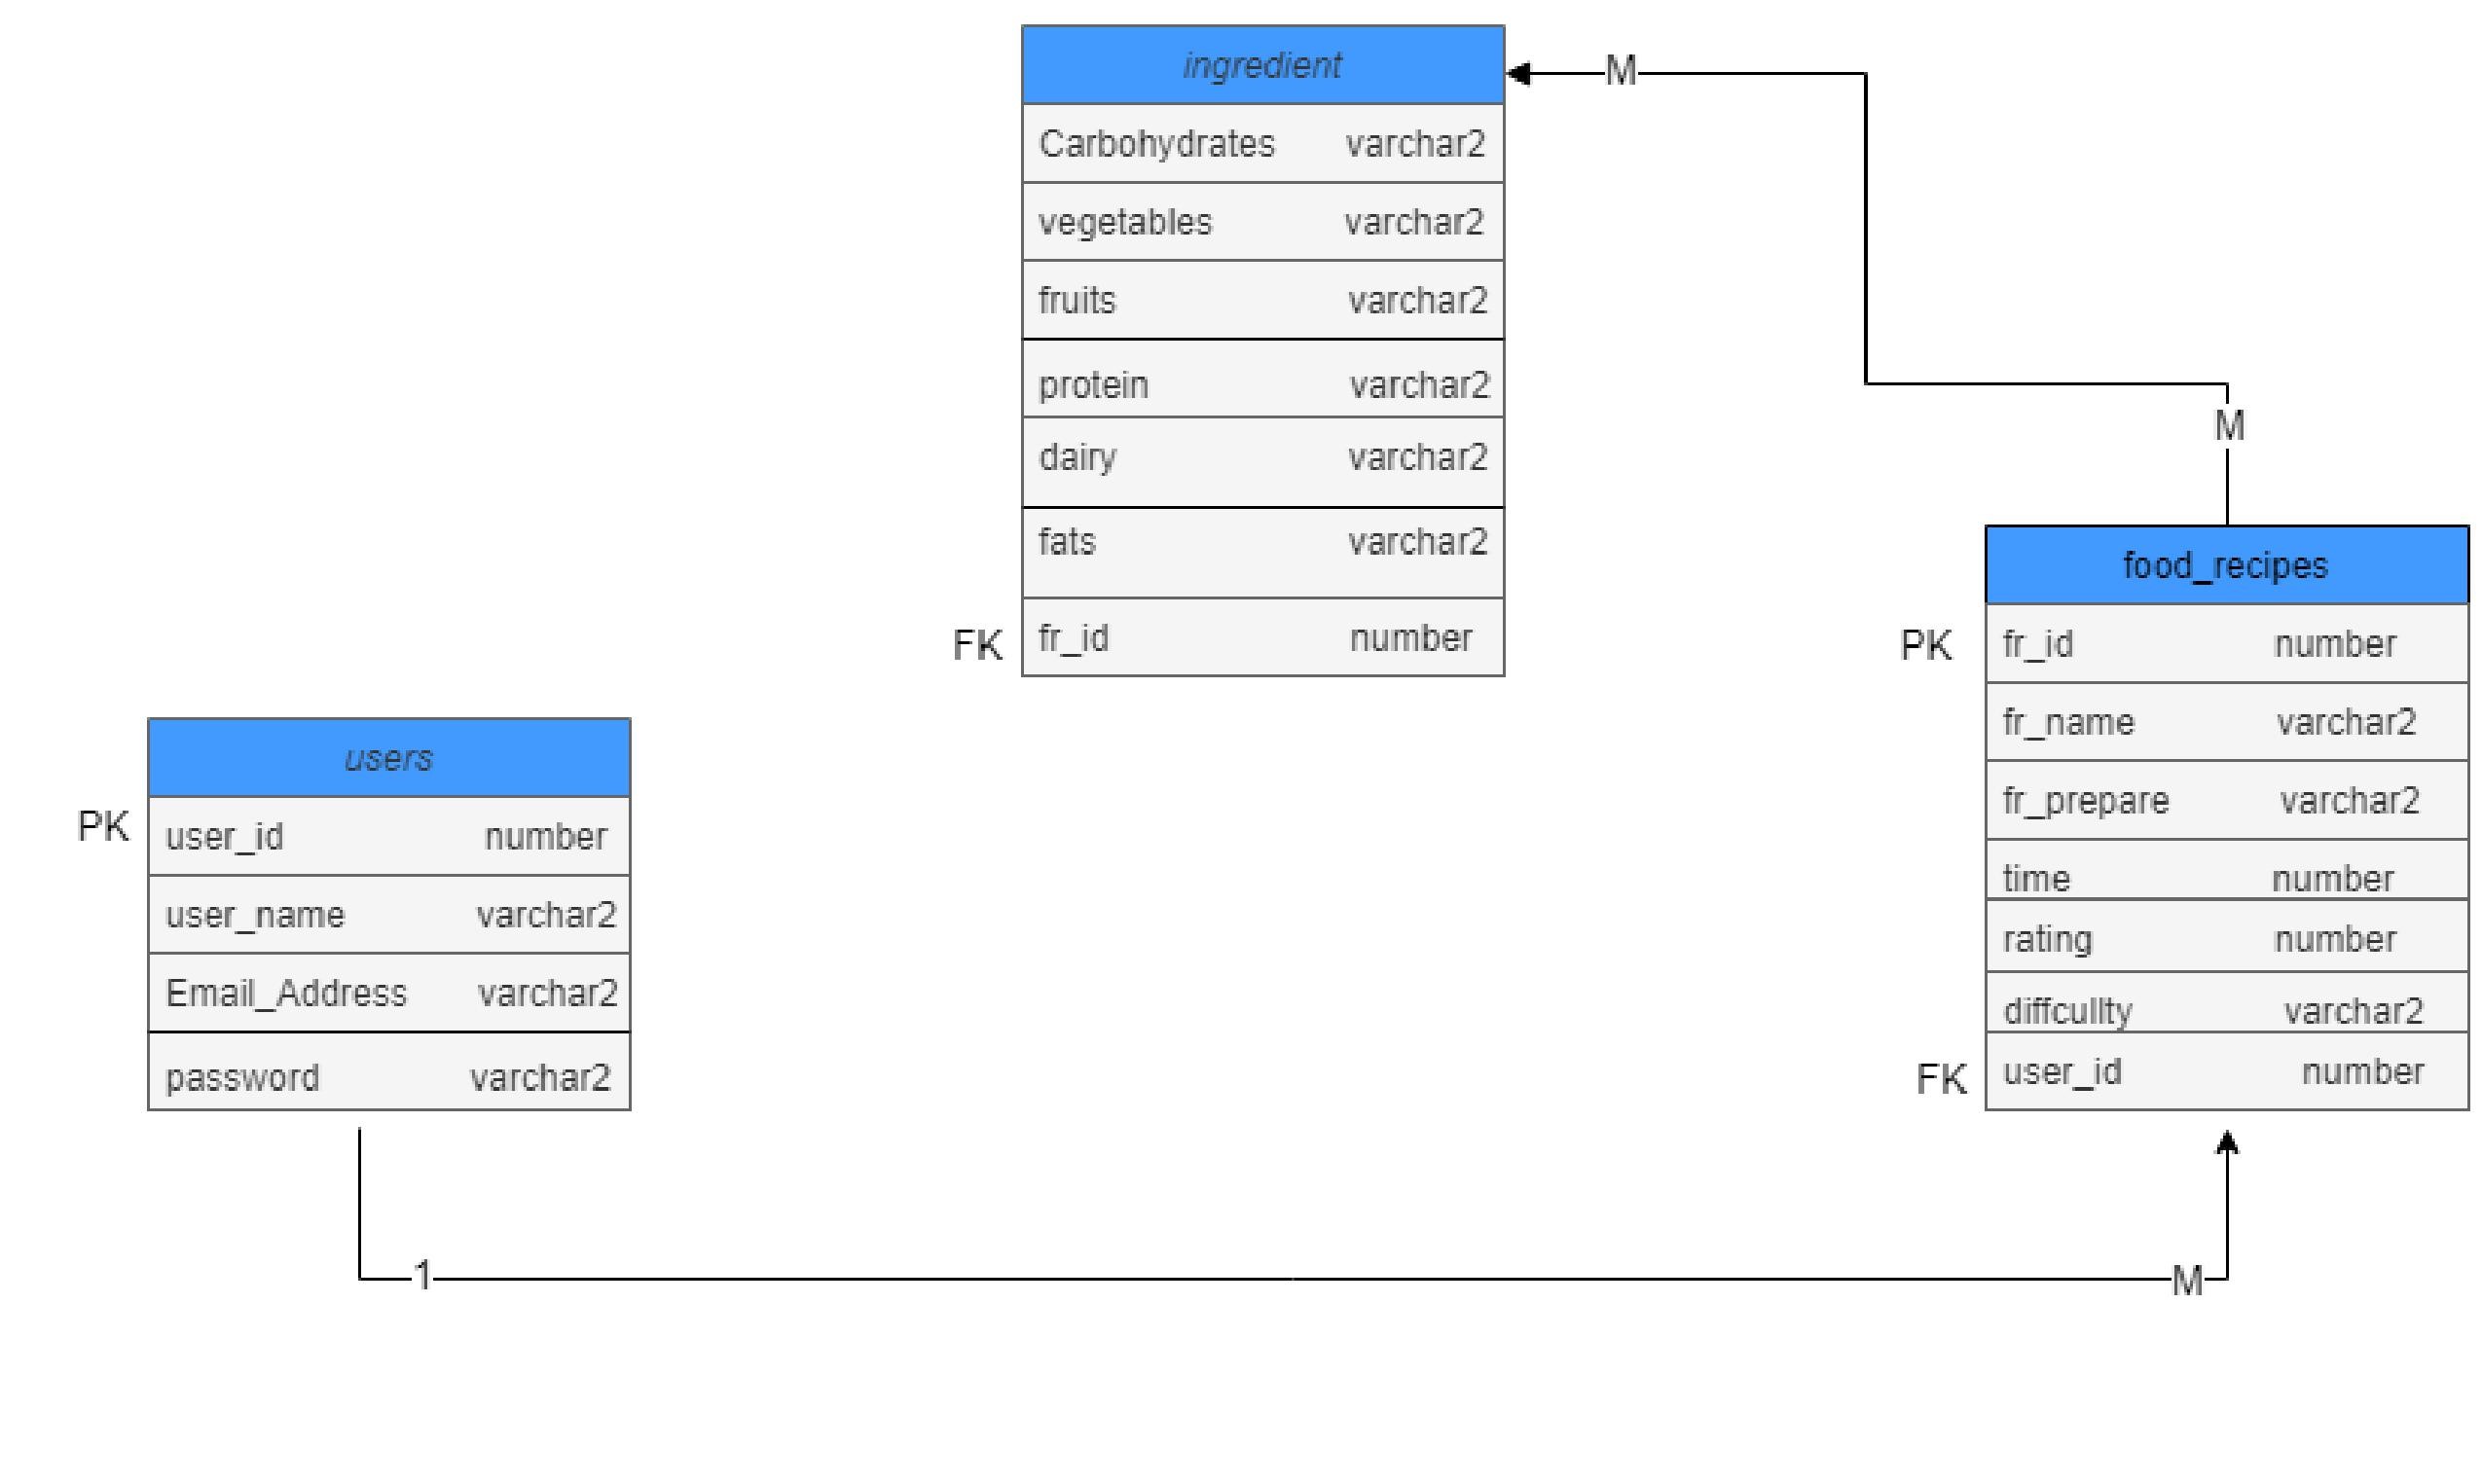 ingredient
M
Carbohydrates varchar2
vegetables varchar2
fruits varchar2
protein varchar2
dairy varchar2
fats varchar2
FK fr_id number
M
food_recipes
PK fr_id number
fr_name varchar2
fr_prepare varchar2
time number
rating number
diffcullty varchar2
FK user_id number
users
PK user_id number
user_name varchar2
Email_Address varchar2
password varchar2
1
M